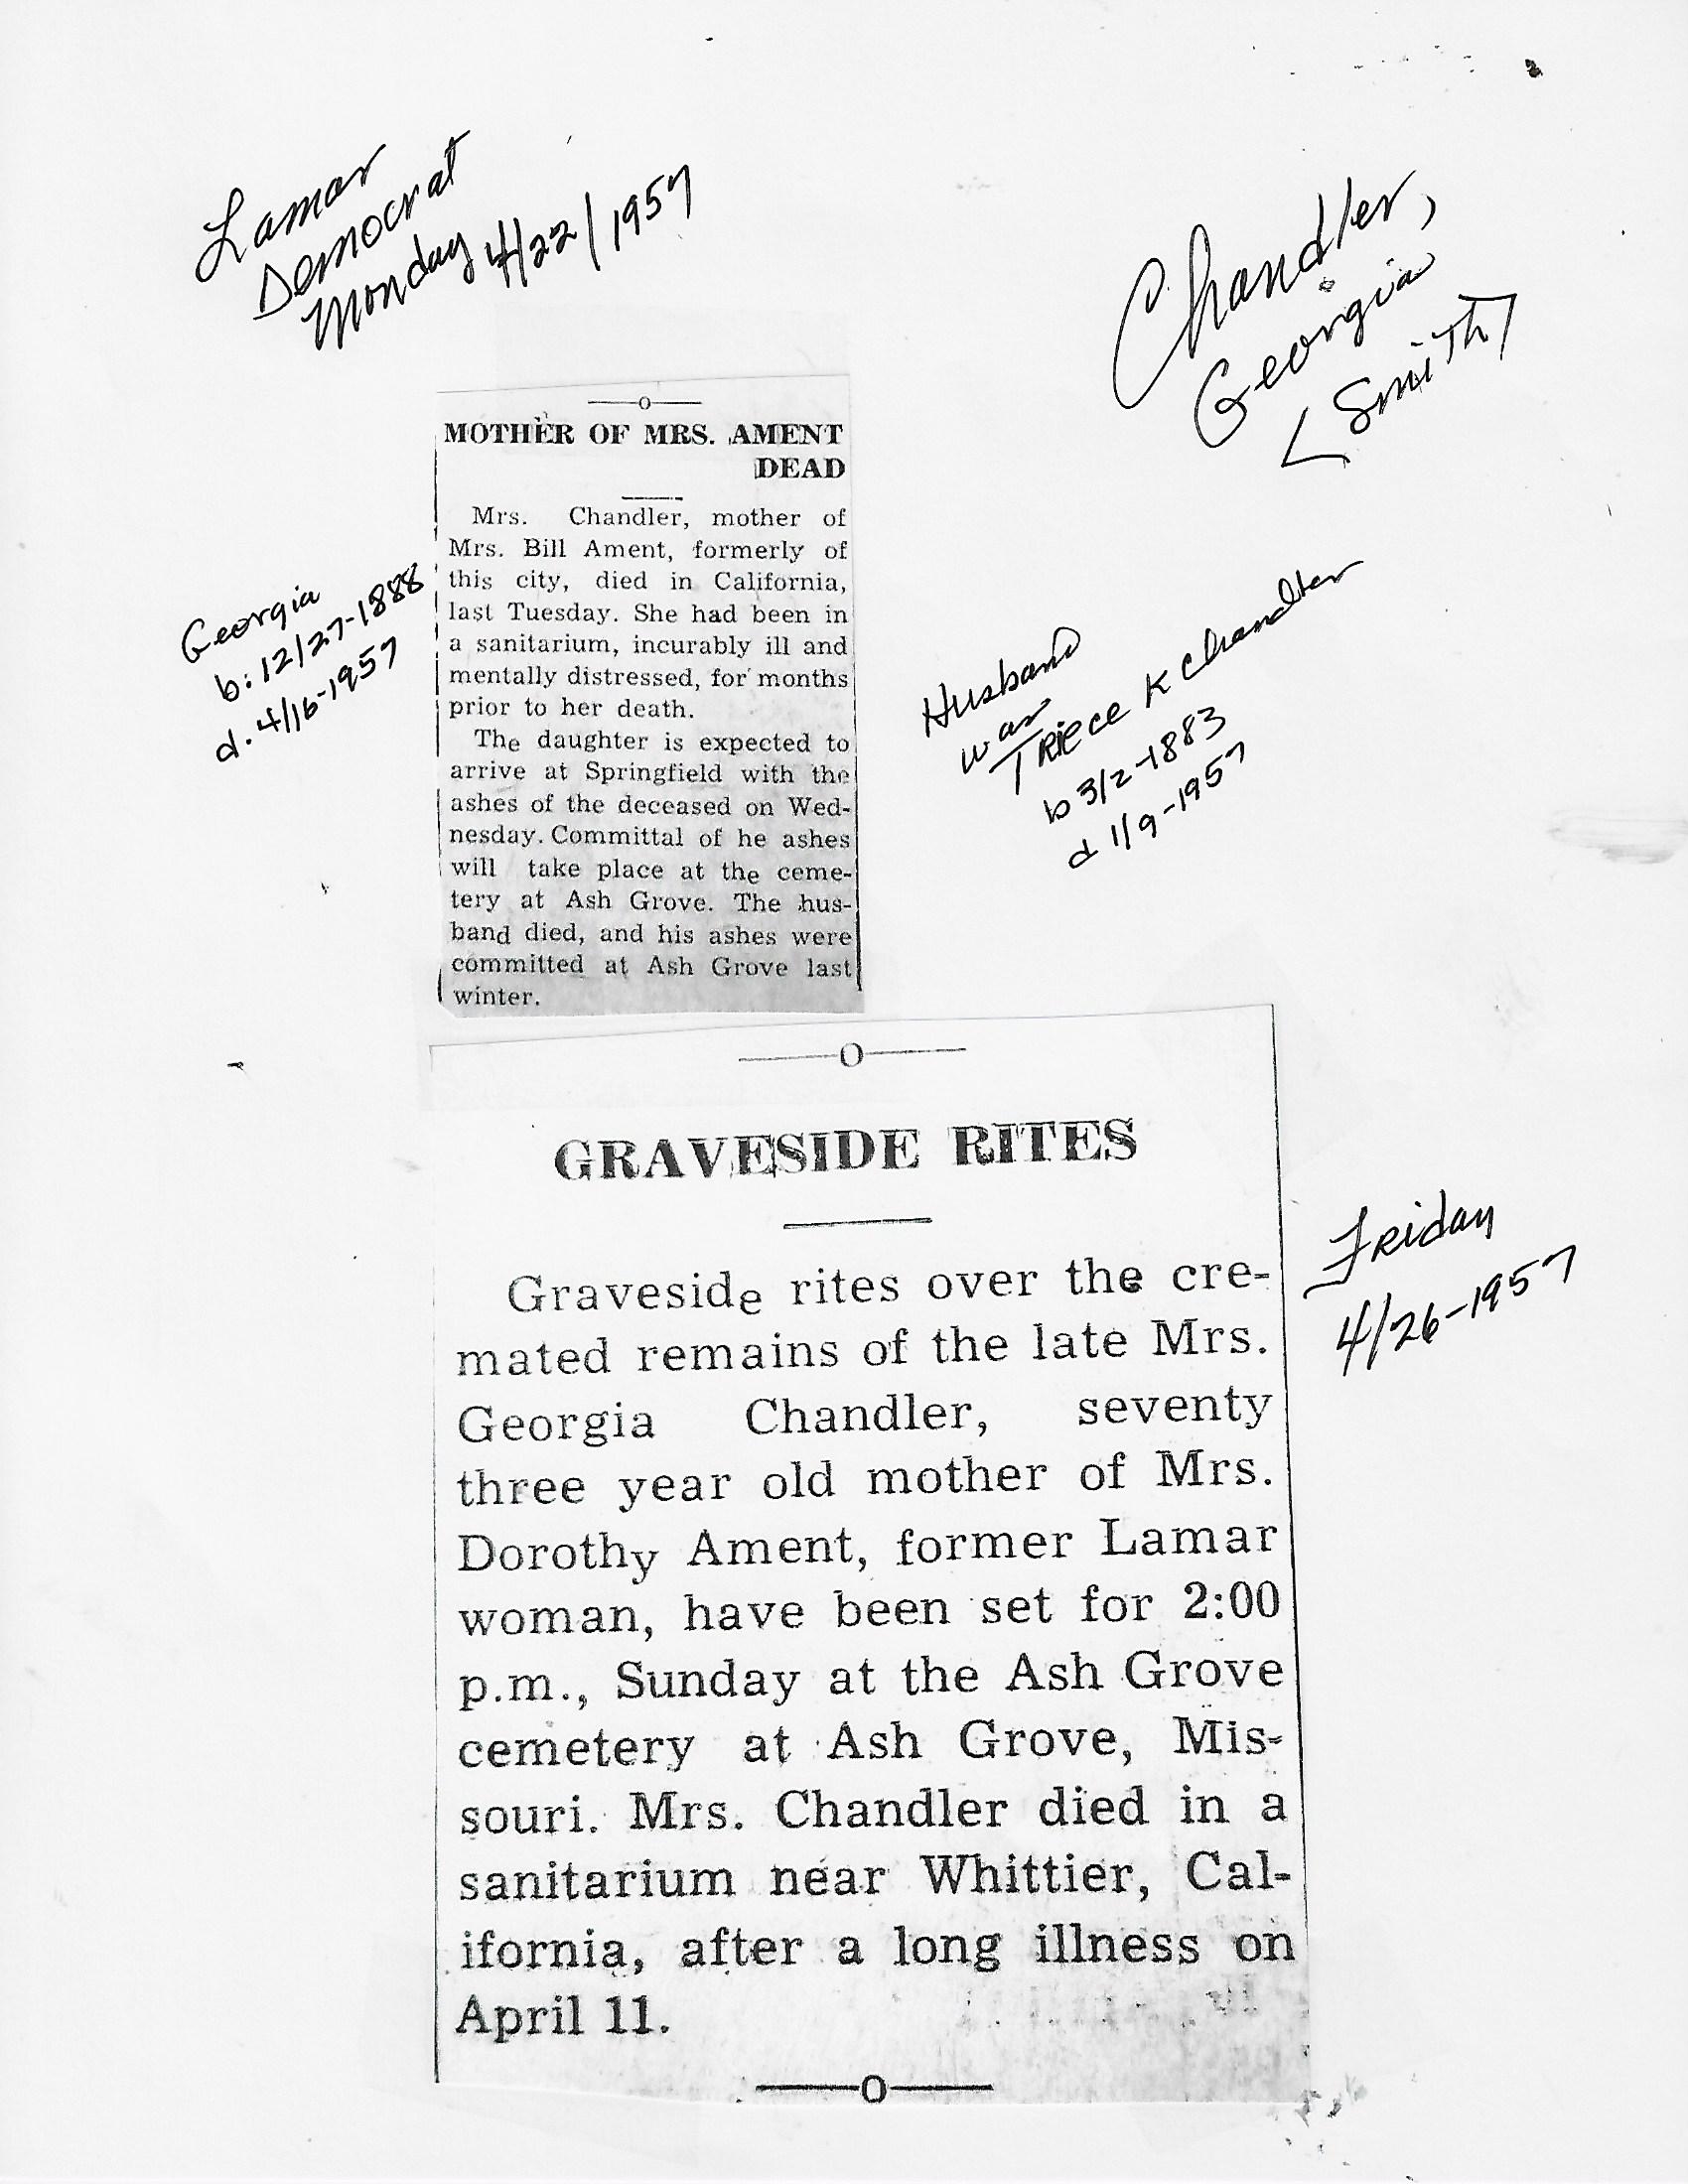 Lamar
Democrat
Monday 4/22/1957
Chandler,
Georgia
<Smith>
—o—
MOTHER OF MRS. AMENT
DEAD
Mrs. Chandler, mother of
Mrs. Bill Ament, formerly of
this city, died in California,
last Tuesday. She had been in
a sanitarium, incurably ill and
mentally distressed, for months
prior to her death.
The daughter is expected to
arrive at Springfield with the
ashes of the deceased on Wed-
nesday. Committal of he ashes
will take place at the ceme-
tery at Ash Grove. The hus-
band died, and his ashes were
committed at Ash Grove last
winter.
Georgia
b: 12/27-1888
d. 4/16-1957
Husband
was
Triece K Chandler
b 3/2-1883
d 1/9-1957
—o—
GRAVESIDE RITES
Graveside rites over the cre-
mated remains of the late Mrs.
Georgia Chandler, seventy
three year old mother of Mrs.
Dorothy Ament, former Lamar
woman, have been set for 2:00
p.m., Sunday at the Ash Grove
cemetery at Ash Grove, Mis-
souri. Mrs. Chandler died in a
sanitarium near Whittier, Cal-
ifornia, after a long illness on
April 11.
—o—
Friday
4/26-1957